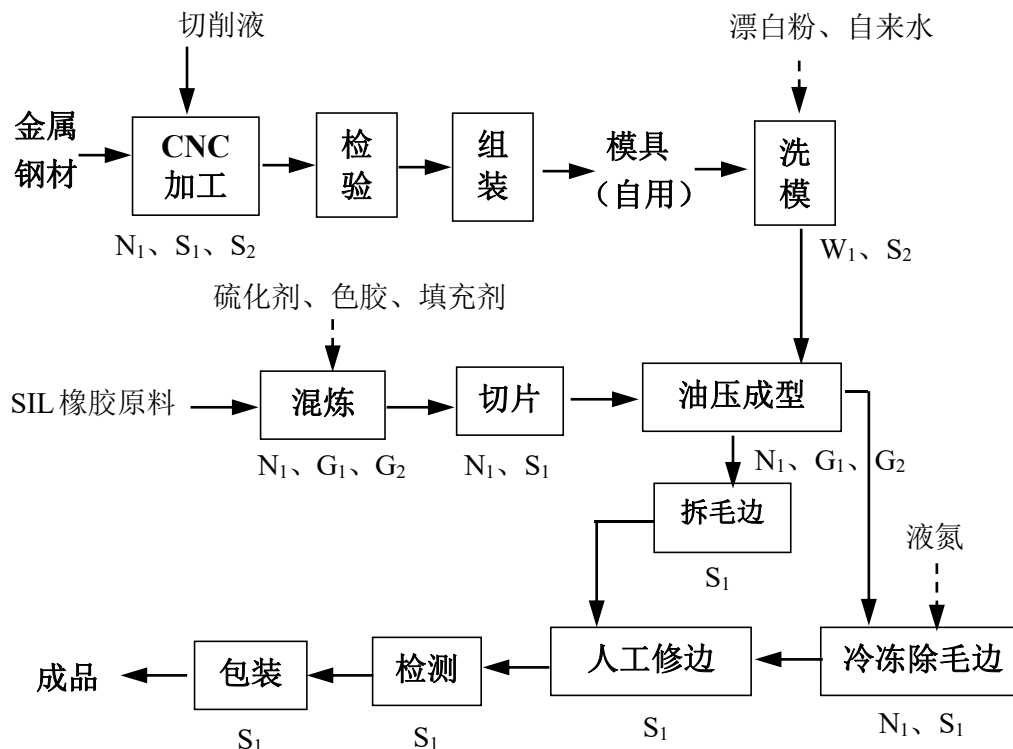 切削液
漂白粉、自来水
金属
钢材
CNC
加工
检
验
组
装
模具
（自用）
洗
模
N₁、S₁、S₂
W₁、S₂
硫化剂、色胶、填充剂
SIL橡胶原料
混炼
切片
油压成型
N₁、G₁、G₂
N₁、S₁
N₁、G₁、G₂
拆毛边
S₁
液氮
成品
包装
检测
人工修边
冷冻除毛边
S₁
S₁
S₁
N₁、S₁